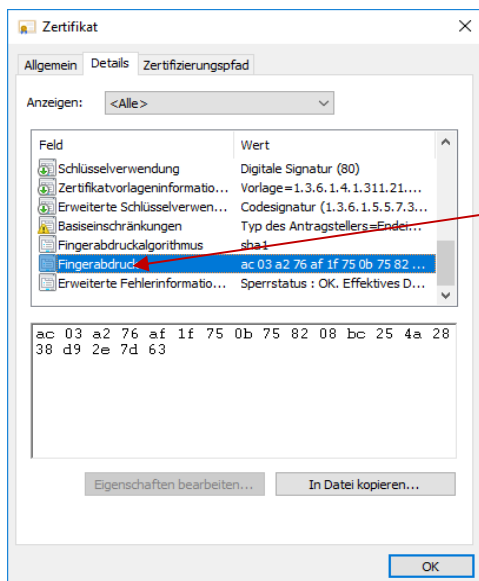 Zertifikat
Allgemein Details Zertifizierungspfad
Anzeigen: <Alle>
Feld Wert
Schlüsselverwendung Digitale Signatur (80)
Zertifikatvorlageninformatio... Vorlage=1.3.6.1.4.1.311.21....
Erweiterte Schlüsselverwen... Codesignatur (1.3.6.1.5.5.7.3...
Basiseinschränkungen Typ des Antragstellers=Endei...
Fingerabdruckalgorithmus sha1
Fingerabdruck ac 03 a2 76 af 1f 75 0b 75 82 ...
Erweiterte Fehlerinformatio... Sperrstatus : OK. Effektives D...
ac 03 a2 76 af 1f 75 0b 75 82 08 bc 25 4a 28
38 d9 2e 7d 63
Eigenschaften bearbeiten... In Datei kopieren...
OK